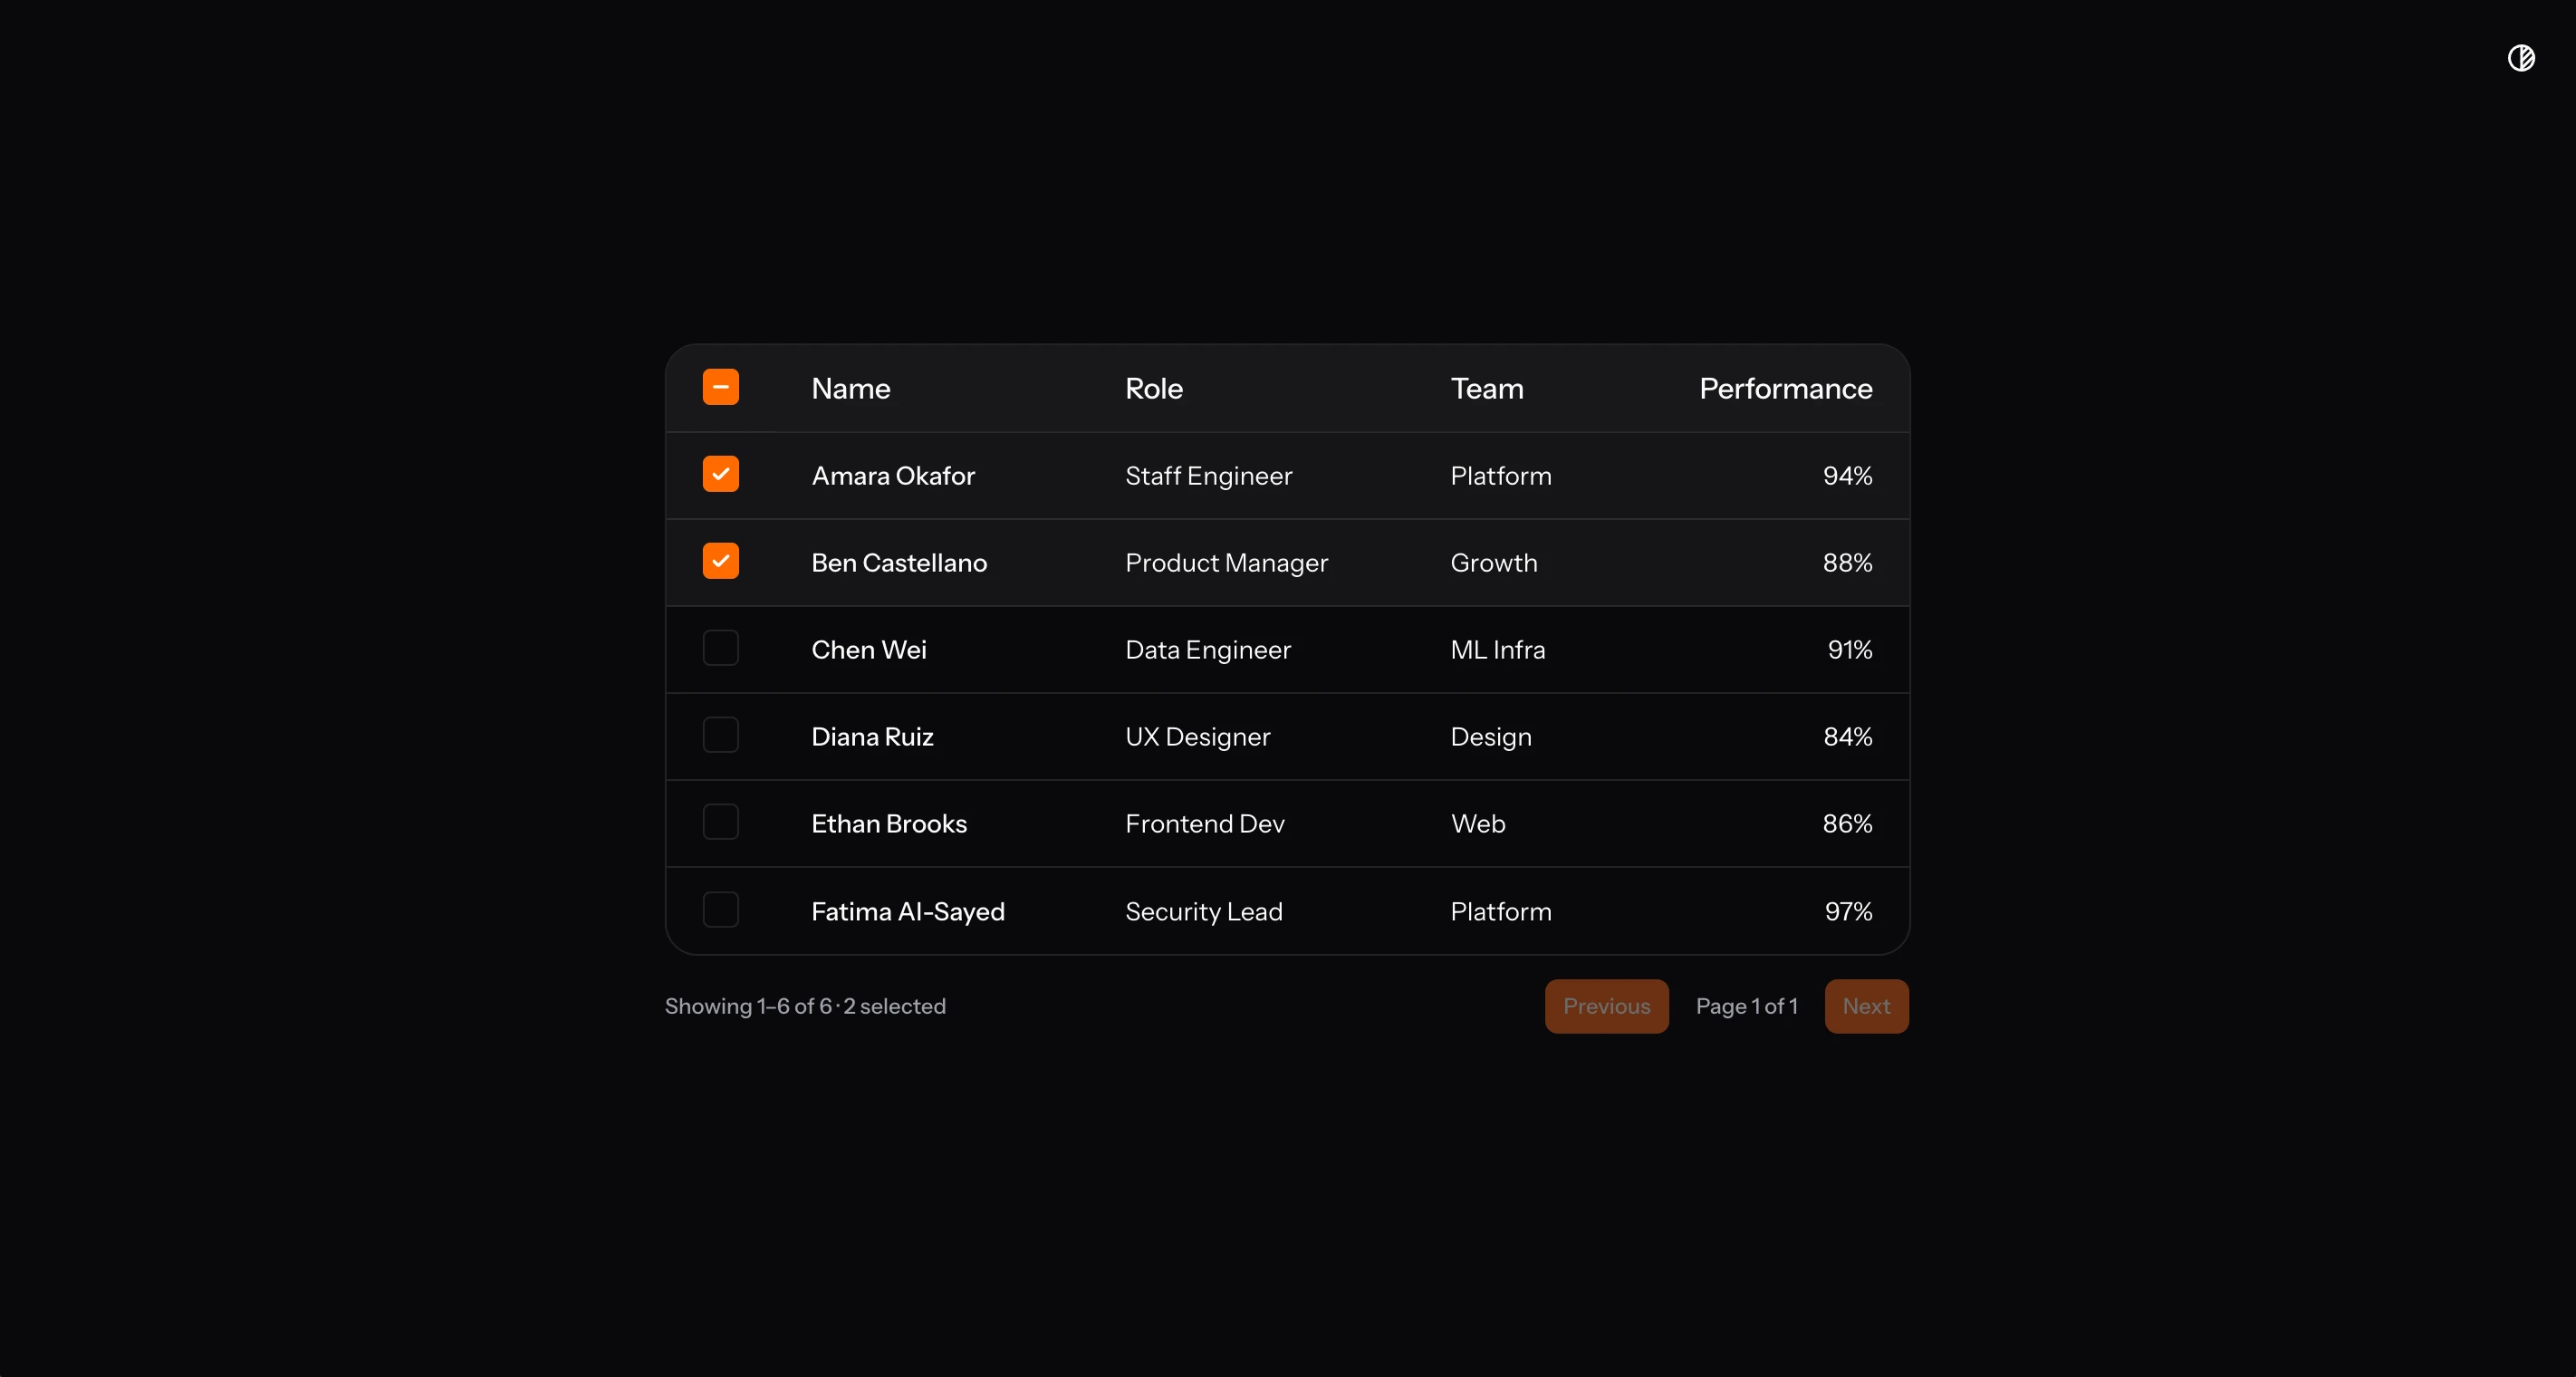 Name Role Team Performance
Amara Okafor Staff Engineer Platform 94%
Ben Castellano Product Manager Growth 88%
Chen Wei Data Engineer ML Infra 91%
Diana Ruiz UX Designer Design 84%
Ethan Brooks Frontend Dev Web 86%
Fatima Al-Sayed Security Lead Platform 97%
Showing 1–6 of 6 · 2 selected Previous Page 1 of 1 Next